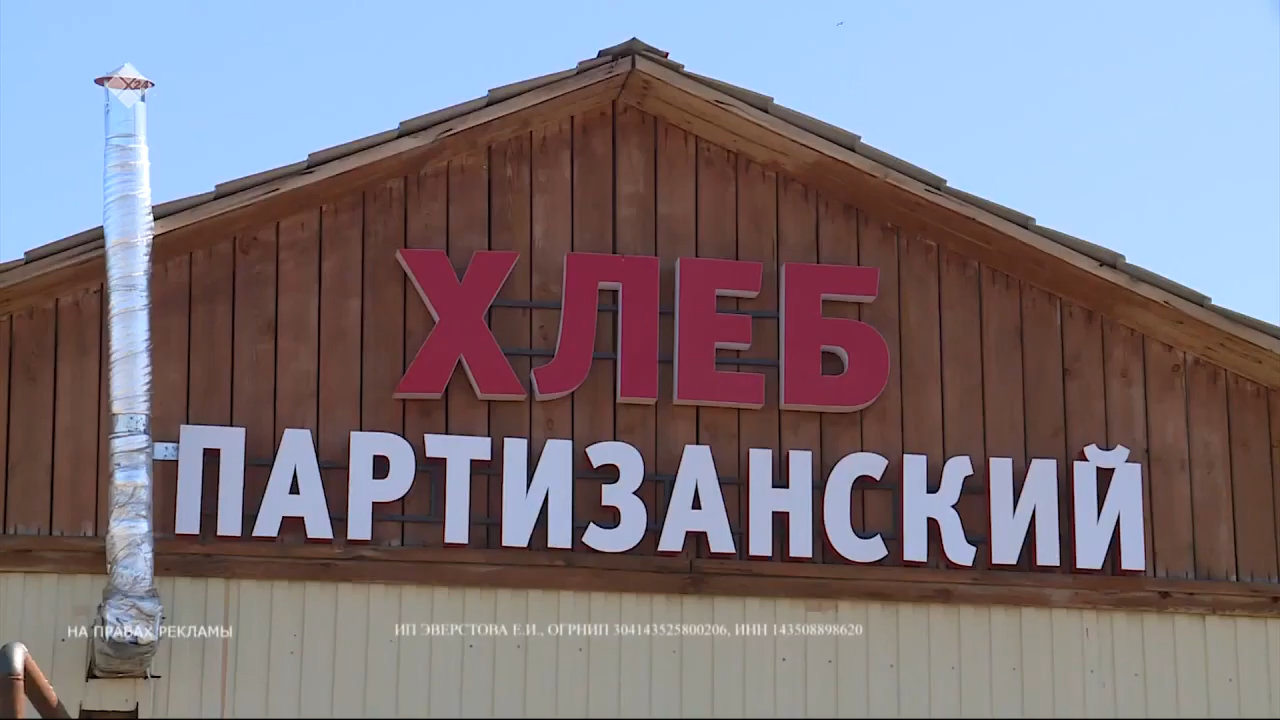 ХЛЕБ
ПАРТИЗАНСКИЙ
НА ПРАВАХ РЕКЛАМЫ
ИП ЭВЕРСТОВА Е.И., ОГРНИП 304143525800206, ИНН 143508898620